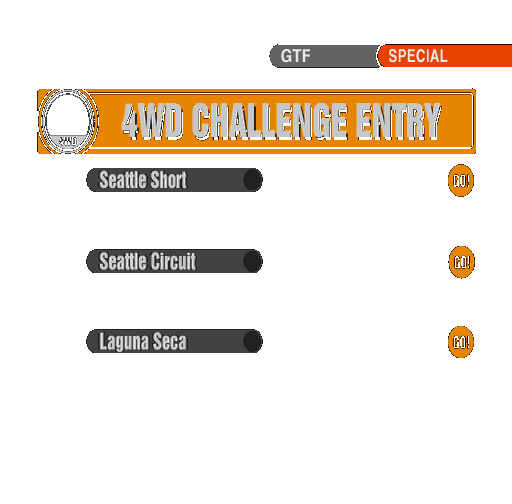 GTF SPECIAL
4WD CHALLENGE ENTRY
Seattle Short GO!
Seattle Circuit GO!
Laguna Seca GO!